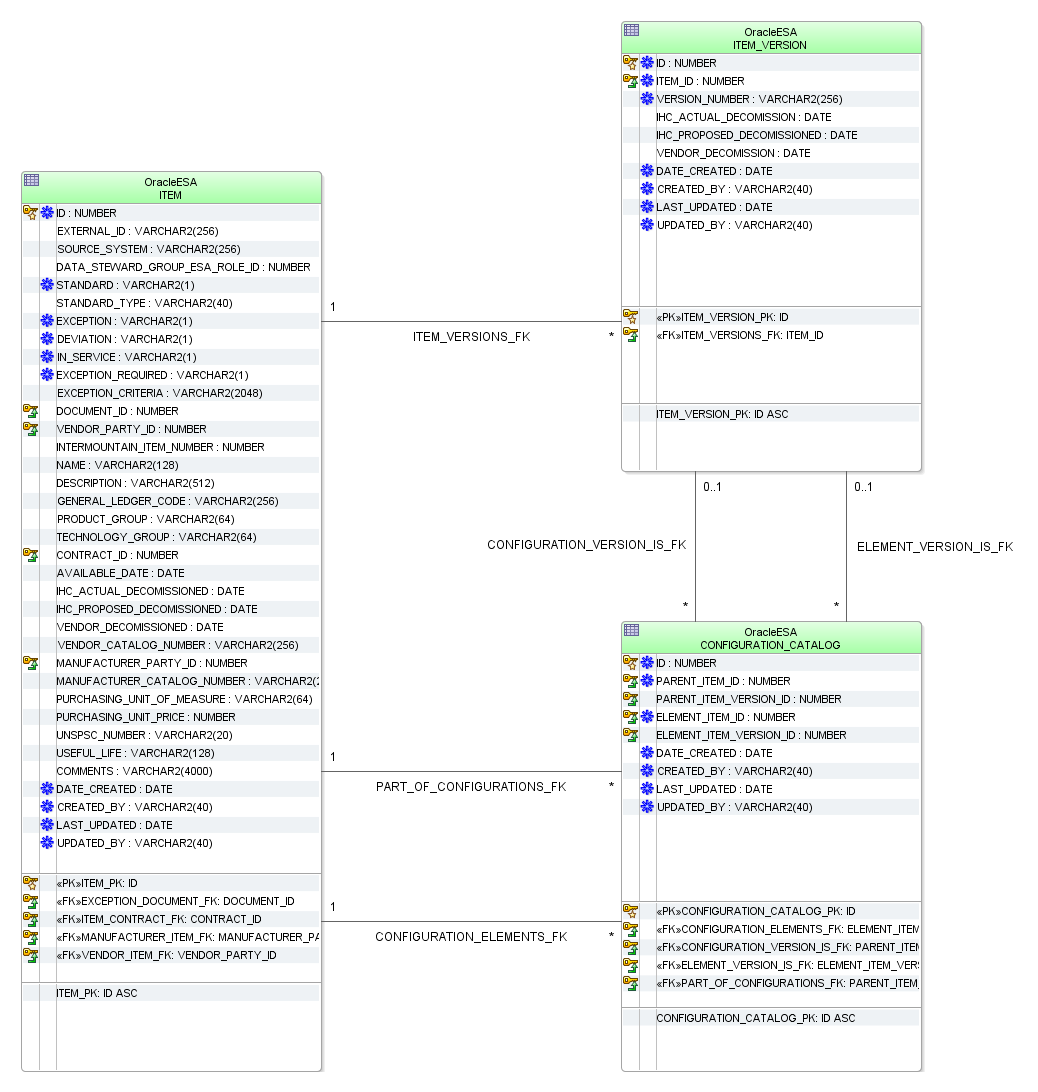 OracleESA
ITEM_VERSION
ID : NUMBER
ITEM_ID : NUMBER
VERSION_NUMBER : VARCHAR2(256)
IHC_ACTUAL_DECOMISSION : DATE
IHC_PROPOSED_DECOMISSIONED : DATE
VENDOR_DECOMISSION : DATE
DATE_CREATED : DATE
CREATED_BY : VARCHAR2(40)
LAST_UPDATED : DATE
UPDATED_BY : VARCHAR2(40)
«PK»ITEM_VERSION_PK: ID
«FK»ITEM_VERSIONS_FK: ITEM_ID
ITEM_VERSION_PK: ID ASC
OracleESA
ITEM
ID : NUMBER
EXTERNAL_ID : VARCHAR2(256)
SOURCE_SYSTEM : VARCHAR2(256)
DATA_STEWARD_GROUP_ESA_ROLE_ID : NUMBER
STANDARD : VARCHAR2(1)
STANDARD_TYPE : VARCHAR2(40)
EXCEPTION : VARCHAR2(1)
DEVIATION : VARCHAR2(1)
IN_SERVICE : VARCHAR2(1)
EXCEPTION_REQUIRED : VARCHAR2(1)
EXCEPTION_CRITERIA : VARCHAR2(2048)
DOCUMENT_ID : NUMBER
VENDOR_PARTY_ID : NUMBER
INTERMOUNTAIN_ITEM_NUMBER : NUMBER
NAME : VARCHAR2(128)
DESCRIPTION : VARCHAR2(512)
GENERAL_LEDGER_CODE : VARCHAR2(256)
PRODUCT_GROUP : VARCHAR2(64)
TECHNOLOGY_GROUP : VARCHAR2(64)
CONTRACT_ID : NUMBER
AVAILABLE_DATE : DATE
IHC_ACTUAL_DECOMISSIONED : DATE
IHC_PROPOSED_DECOMISSIONED : DATE
VENDOR_DECOMISSIONED : DATE
VENDOR_CATALOG_NUMBER : VARCHAR2(256)
MANUFACTURER_PARTY_ID : NUMBER
MANUFACTURER_CATALOG_NUMBER : VARCHAR2(2
PURCHASING_UNIT_OF_MEASURE : VARCHAR2(64)
PURCHASING_UNIT_PRICE : NUMBER
UNSPSC_NUMBER : VARCHAR2(20)
USEFUL_LIFE : VARCHAR2(128)
COMMENTS : VARCHAR2(4000)
DATE_CREATED : DATE
CREATED_BY : VARCHAR2(40)
LAST_UPDATED : DATE
UPDATED_BY : VARCHAR2(40)
«PK»ITEM_PK: ID
«FK»EXCEPTION_DOCUMENT_FK: DOCUMENT_ID
«FK»ITEM_CONTRACT_FK: CONTRACT_ID
«FK»MANUFACTURER_ITEM_FK: MANUFACTURER_PA
«FK»VENDOR_ITEM_FK: VENDOR_PARTY_ID
ITEM_PK: ID ASC
1
ITEM_VERSIONS_FK *
0..1 0..1
CONFIGURATION_VERSION_IS_FK ELEMENT_VERSION_IS_FK
* *
OracleESA
CONFIGURATION_CATALOG
ID : NUMBER
PARENT_ITEM_ID : NUMBER
PARENT_ITEM_VERSION_ID : NUMBER
ELEMENT_ITEM_ID : NUMBER
ELEMENT_ITEM_VERSION_ID : NUMBER
DATE_CREATED : DATE
CREATED_BY : VARCHAR2(40)
LAST_UPDATED : DATE
UPDATED_BY : VARCHAR2(40)
«PK»CONFIGURATION_CATALOG_PK: ID
«FK»CONFIGURATION_ELEMENTS_FK: ELEMENT_ITEM
«FK»CONFIGURATION_VERSION_IS_FK: PARENT_ITEM
«FK»ELEMENT_VERSION_IS_FK: ELEMENT_ITEM_VERS
«FK»PART_OF_CONFIGURATIONS_FK: PARENT_ITEM_
CONFIGURATION_CATALOG_PK: ID ASC
1
PART_OF_CONFIGURATIONS_FK *
1
CONFIGURATION_ELEMENTS_FK *